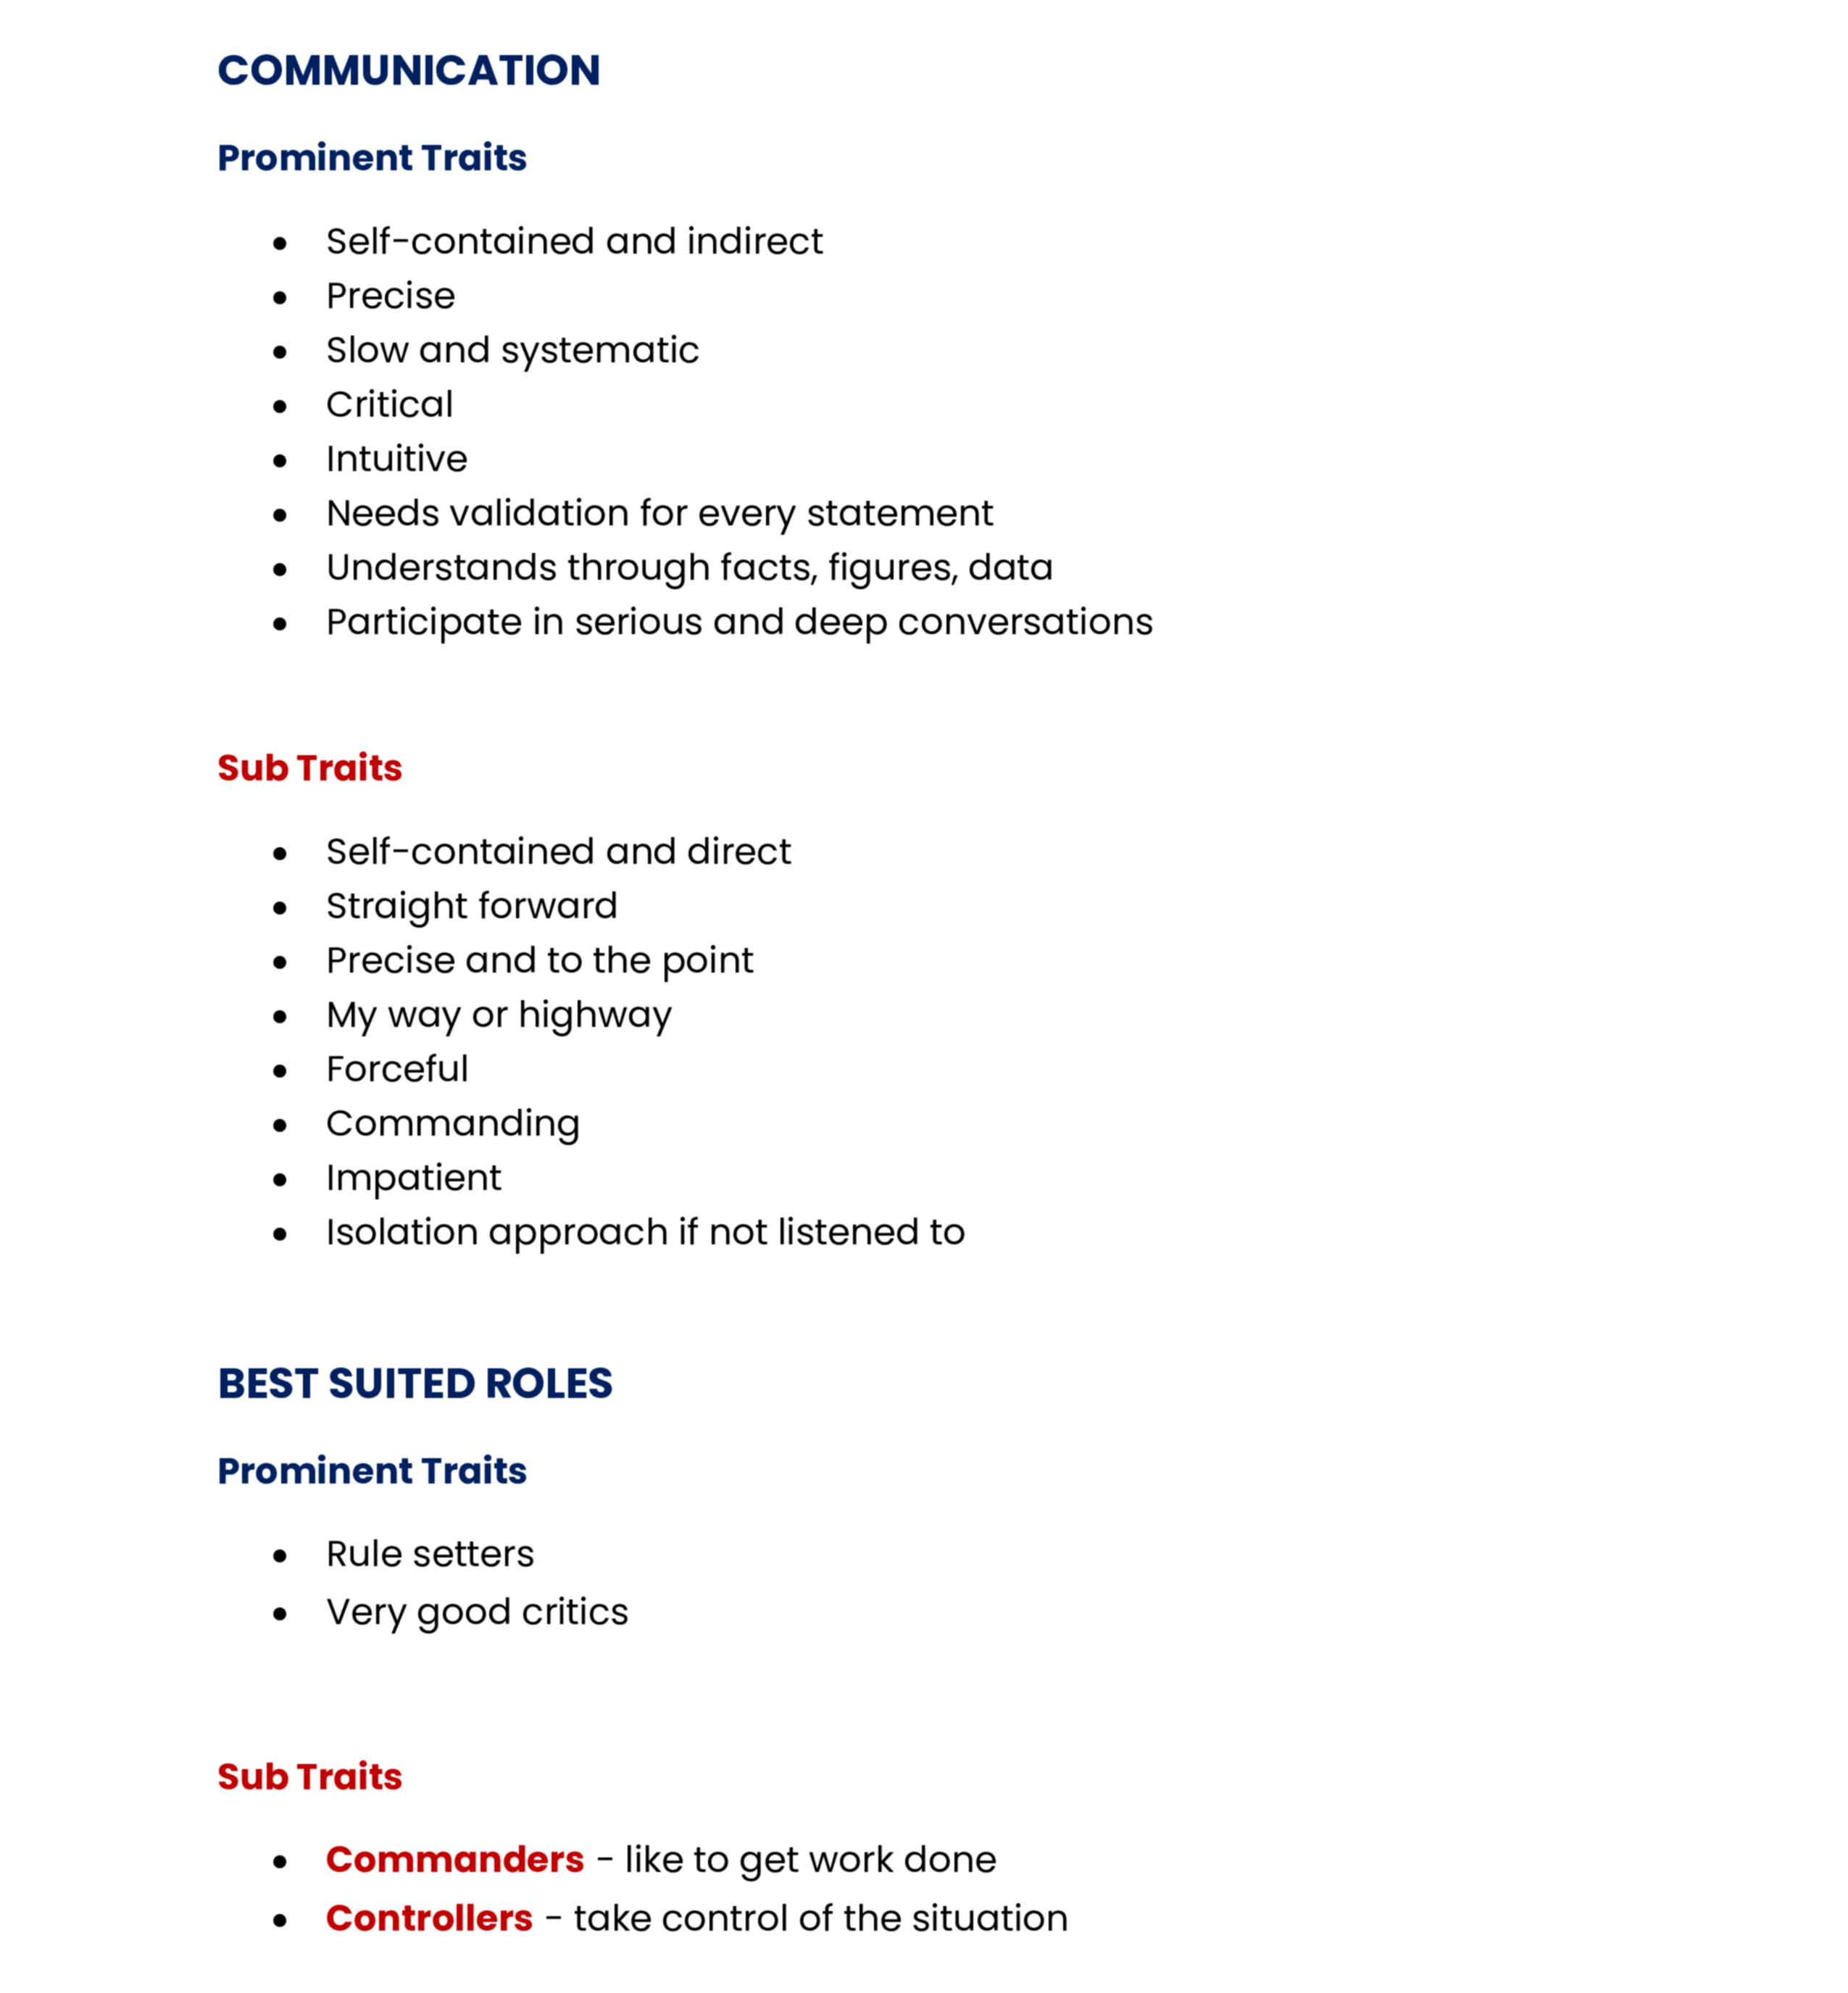 COMMUNICATION
Prominent Traits
● Self-contained and indirect
● Precise
● Slow and systematic
● Critical
● Intuitive
● Needs validation for every statement
● Understands through facts, figures, data
● Participate in serious and deep conversations
Sub Traits
● Self-contained and direct
● Straight forward
● Precise and to the point
● My way or highway
● Forceful
● Commanding
● Impatient
● Isolation approach if not listened to
BEST SUITED ROLES
Prominent Traits
● Rule setters
● Very good critics
Sub Traits
● Commanders - like to get work done
● Controllers - take control of the situation